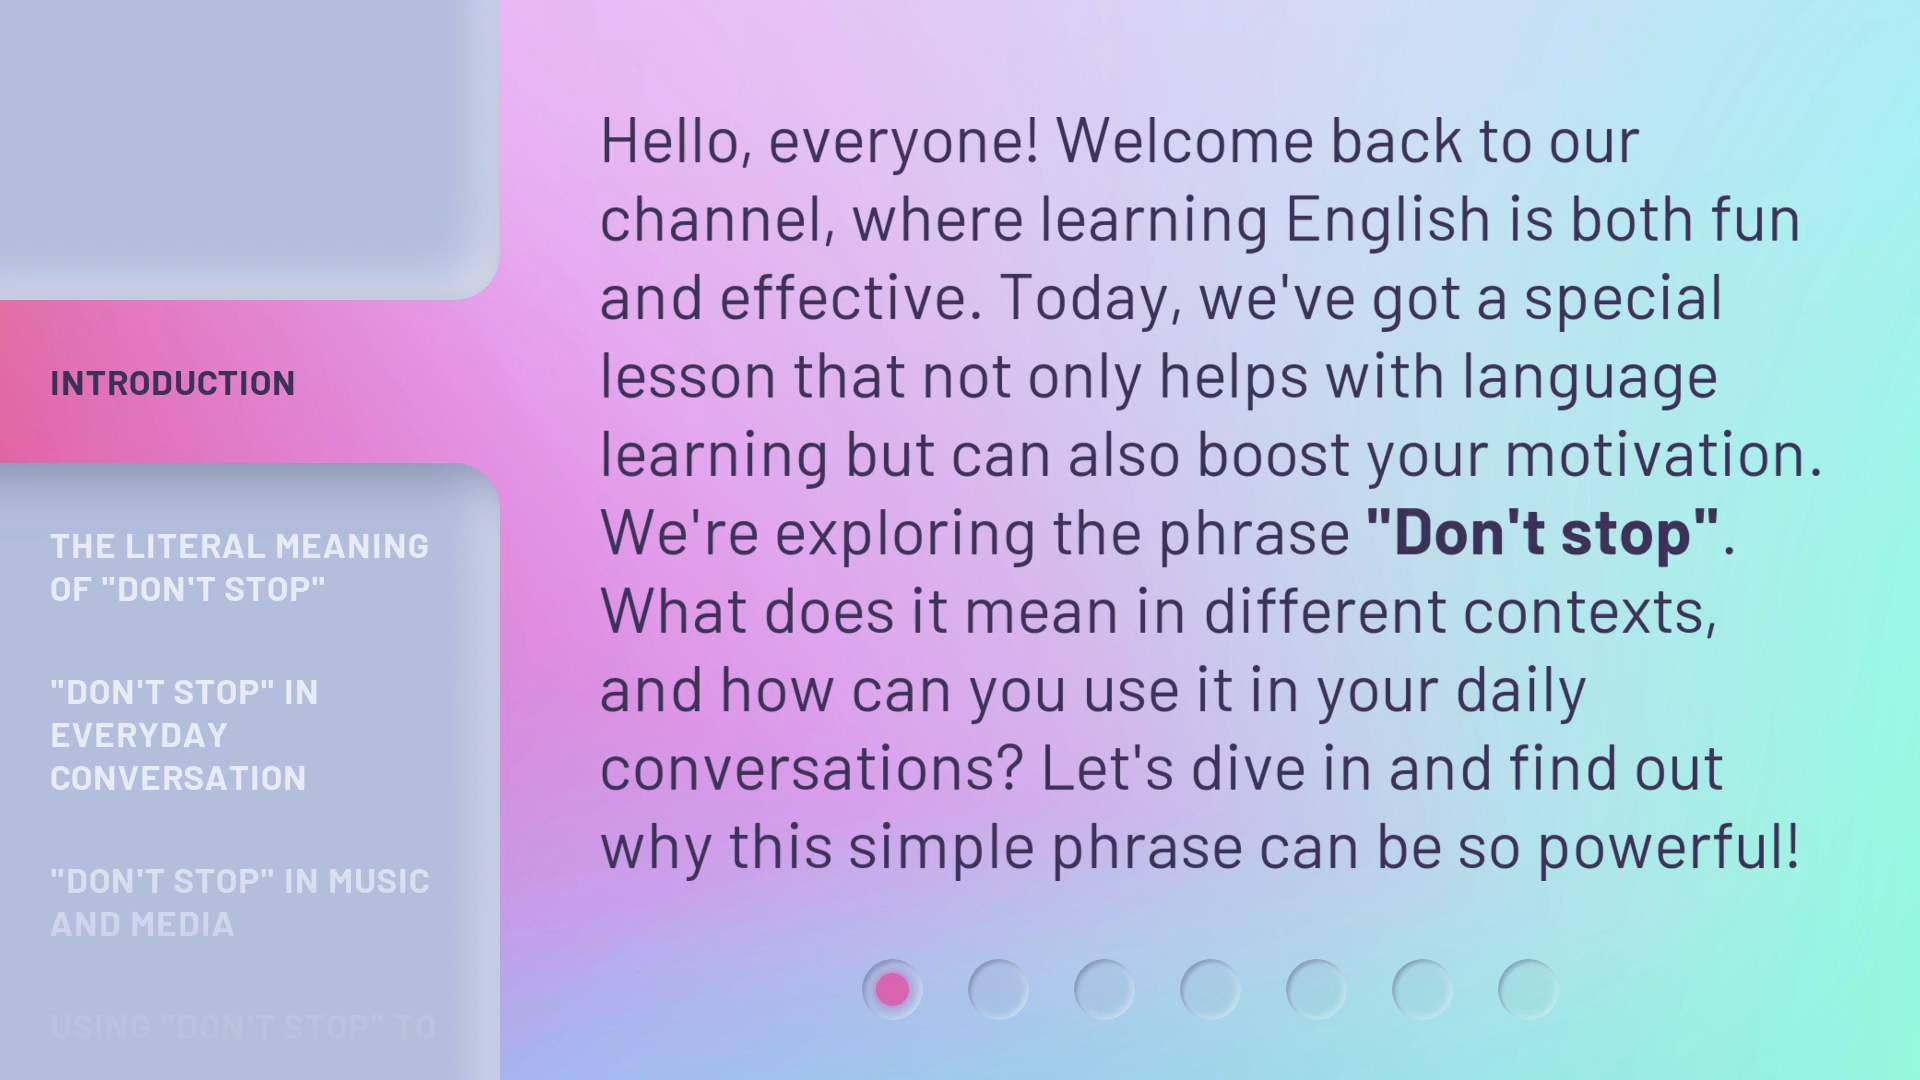 INTRODUCTION
THE LITERAL MEANING
OF "DON'T STOP"
"DON'T STOP" IN
EVERYDAY
CONVERSATION
"DON'T STOP" IN MUSIC
AND MEDIA
USING "DON'T STOP" TO
Hello, everyone! Welcome back to our
channel, where learning English is both fun
and effective. Today, we've got a special
lesson that not only helps with language
learning but can also boost your motivation.
We're exploring the phrase "Don't stop".
What does it mean in different contexts,
and how can you use it in your daily
conversations? Let's dive in and find out
why this simple phrase can be so powerful!